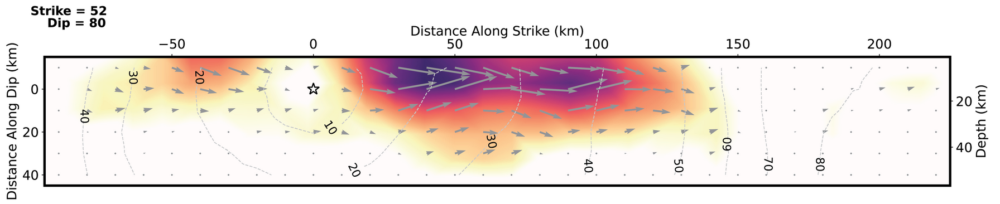 Strike = 52
Dip = 80
Distance Along Strike (km)
−50 0 50 100 150 200
Distance Along Dip (km)
0
20
40
Depth (km)
20
40
40
30
20
10
20
30
40
50
60
70
80